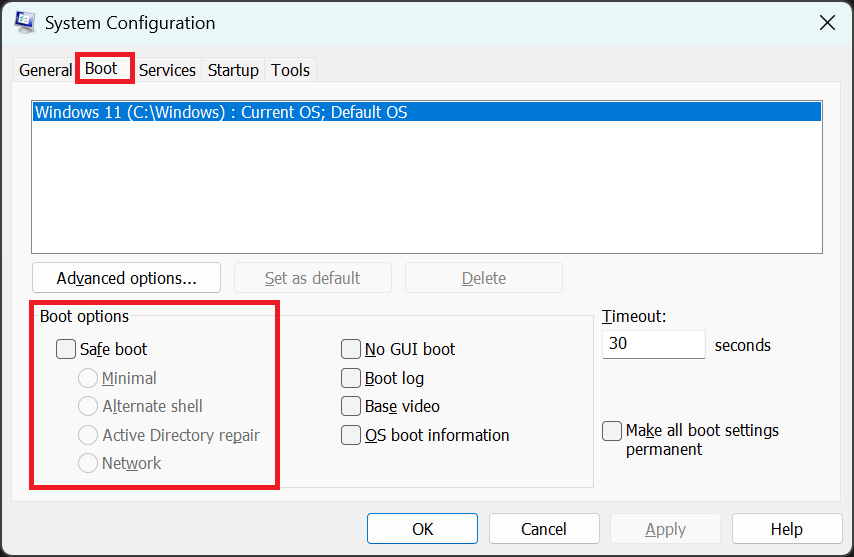 System Configuration
General Boot Services Startup Tools
Windows 11 (C:\Windows) : Current OS; Default OS
Advanced options... Set as default Delete
Boot options
Timeout:
Safe boot No GUI boot 30 seconds
Minimal Boot log
Alternate shell Base video
Active Directory repair OS boot information Make all boot settings
permanent
Network
OK Cancel Apply Help